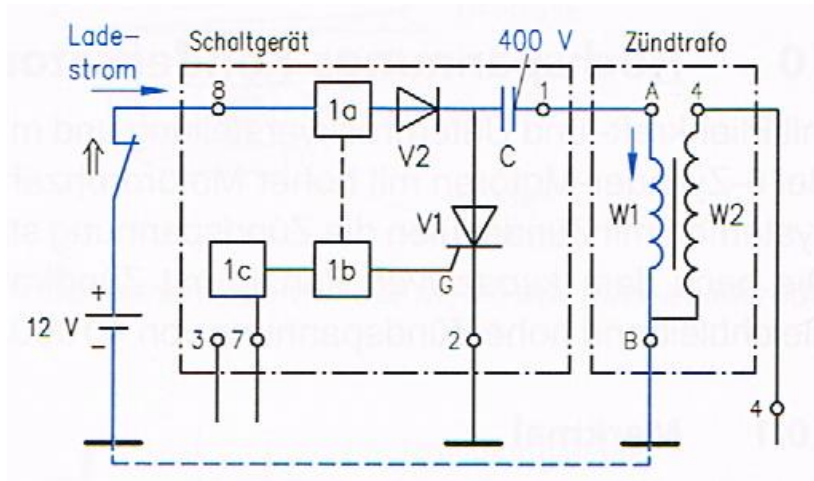 Lade-
strom
Schaltgerät
400 V
Zündtrafo
8
1a
V2
C
1
A
4
V1
W1
W2
1c
1b
G
+
12 V
−
3
7
2
B
4